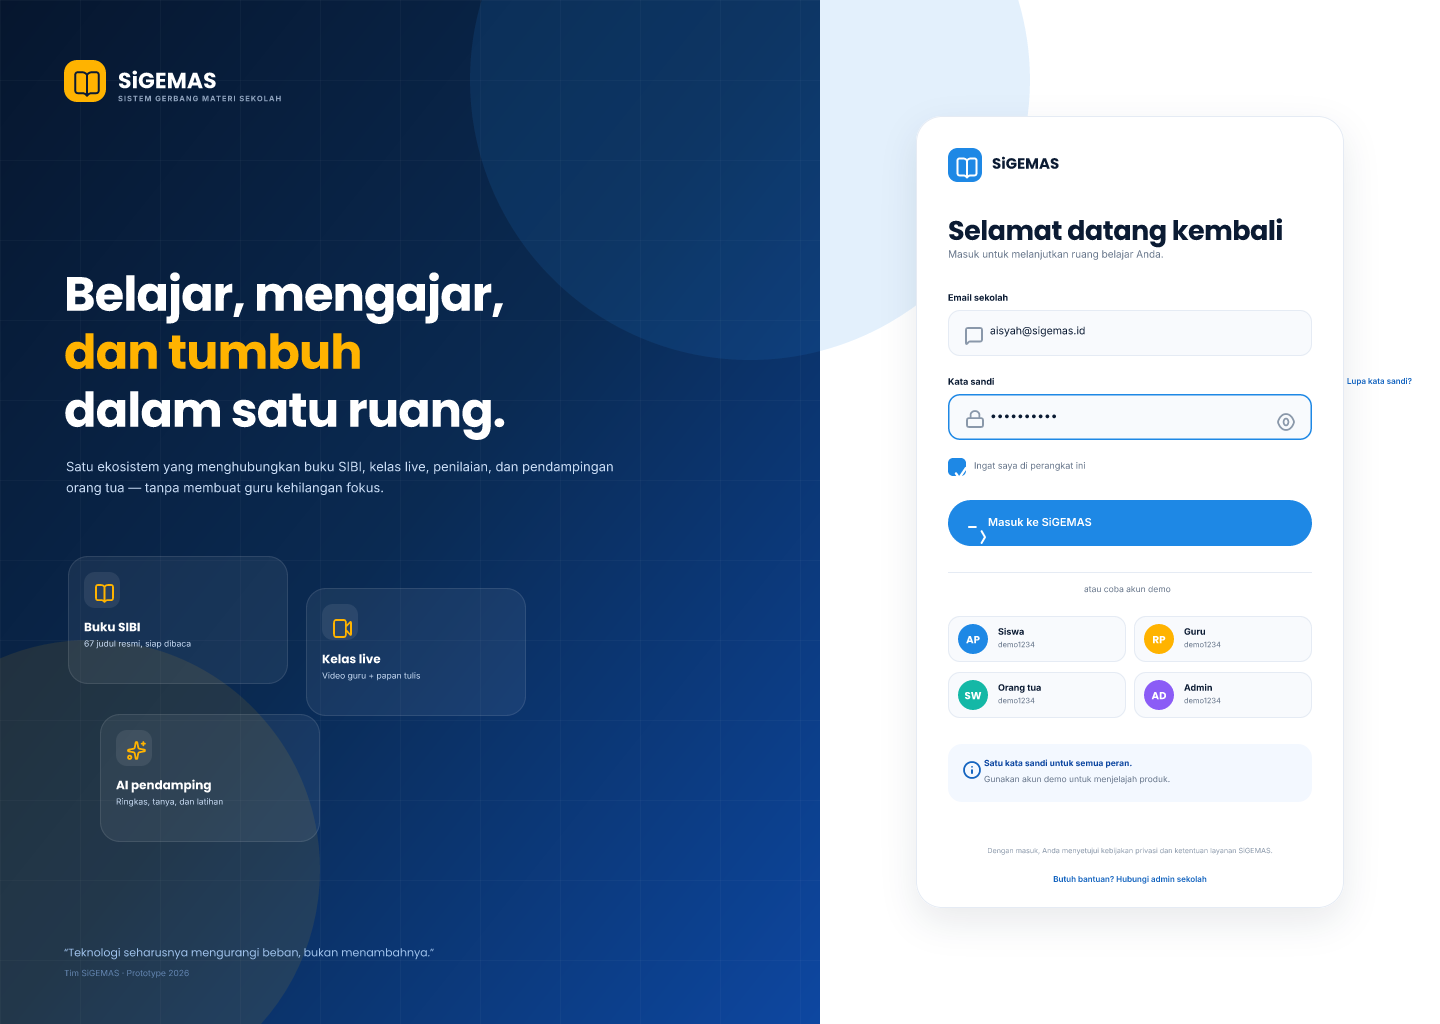 SiGEMAS
SISTEM GERBANG MATERI SEKOLAH
Belajar, mengajar,
dan tumbuh
dalam satu ruang.
Satu ekosistem yang menghubungkan buku SIBI, kelas live, penilaian, dan pendampingan
orang tua — tanpa membuat guru kehilangan fokus.
Buku SIBI
67 judul resmi, siap dibaca
Kelas live
Video guru + papan tulis
AI pendamping
Ringkas, tanya, dan latihan
“Teknologi seharusnya mengurangi beban, bukan menambahnya.”
Tim SiGEMAS · Prototype 2026
SiGEMAS
Selamat datang kembali
Masuk untuk melanjutkan ruang belajar Anda.
Email sekolah
aisyah@sigemas.id
Kata sandi
Lupa kata sandi?
••••••••••
Ingat saya di perangkat ini
Masuk ke SiGEMAS
atau coba akun demo
AP
Siswa
demo1234
RP
Guru
demo1234
SW
Orang tua
demo1234
AD
Admin
demo1234
Satu kata sandi untuk semua peran.
Gunakan akun demo untuk menjelajah produk.
Dengan masuk, Anda menyetujui kebijakan privasi dan ketentuan layanan SiGEMAS.
Butuh bantuan? Hubungi admin sekolah